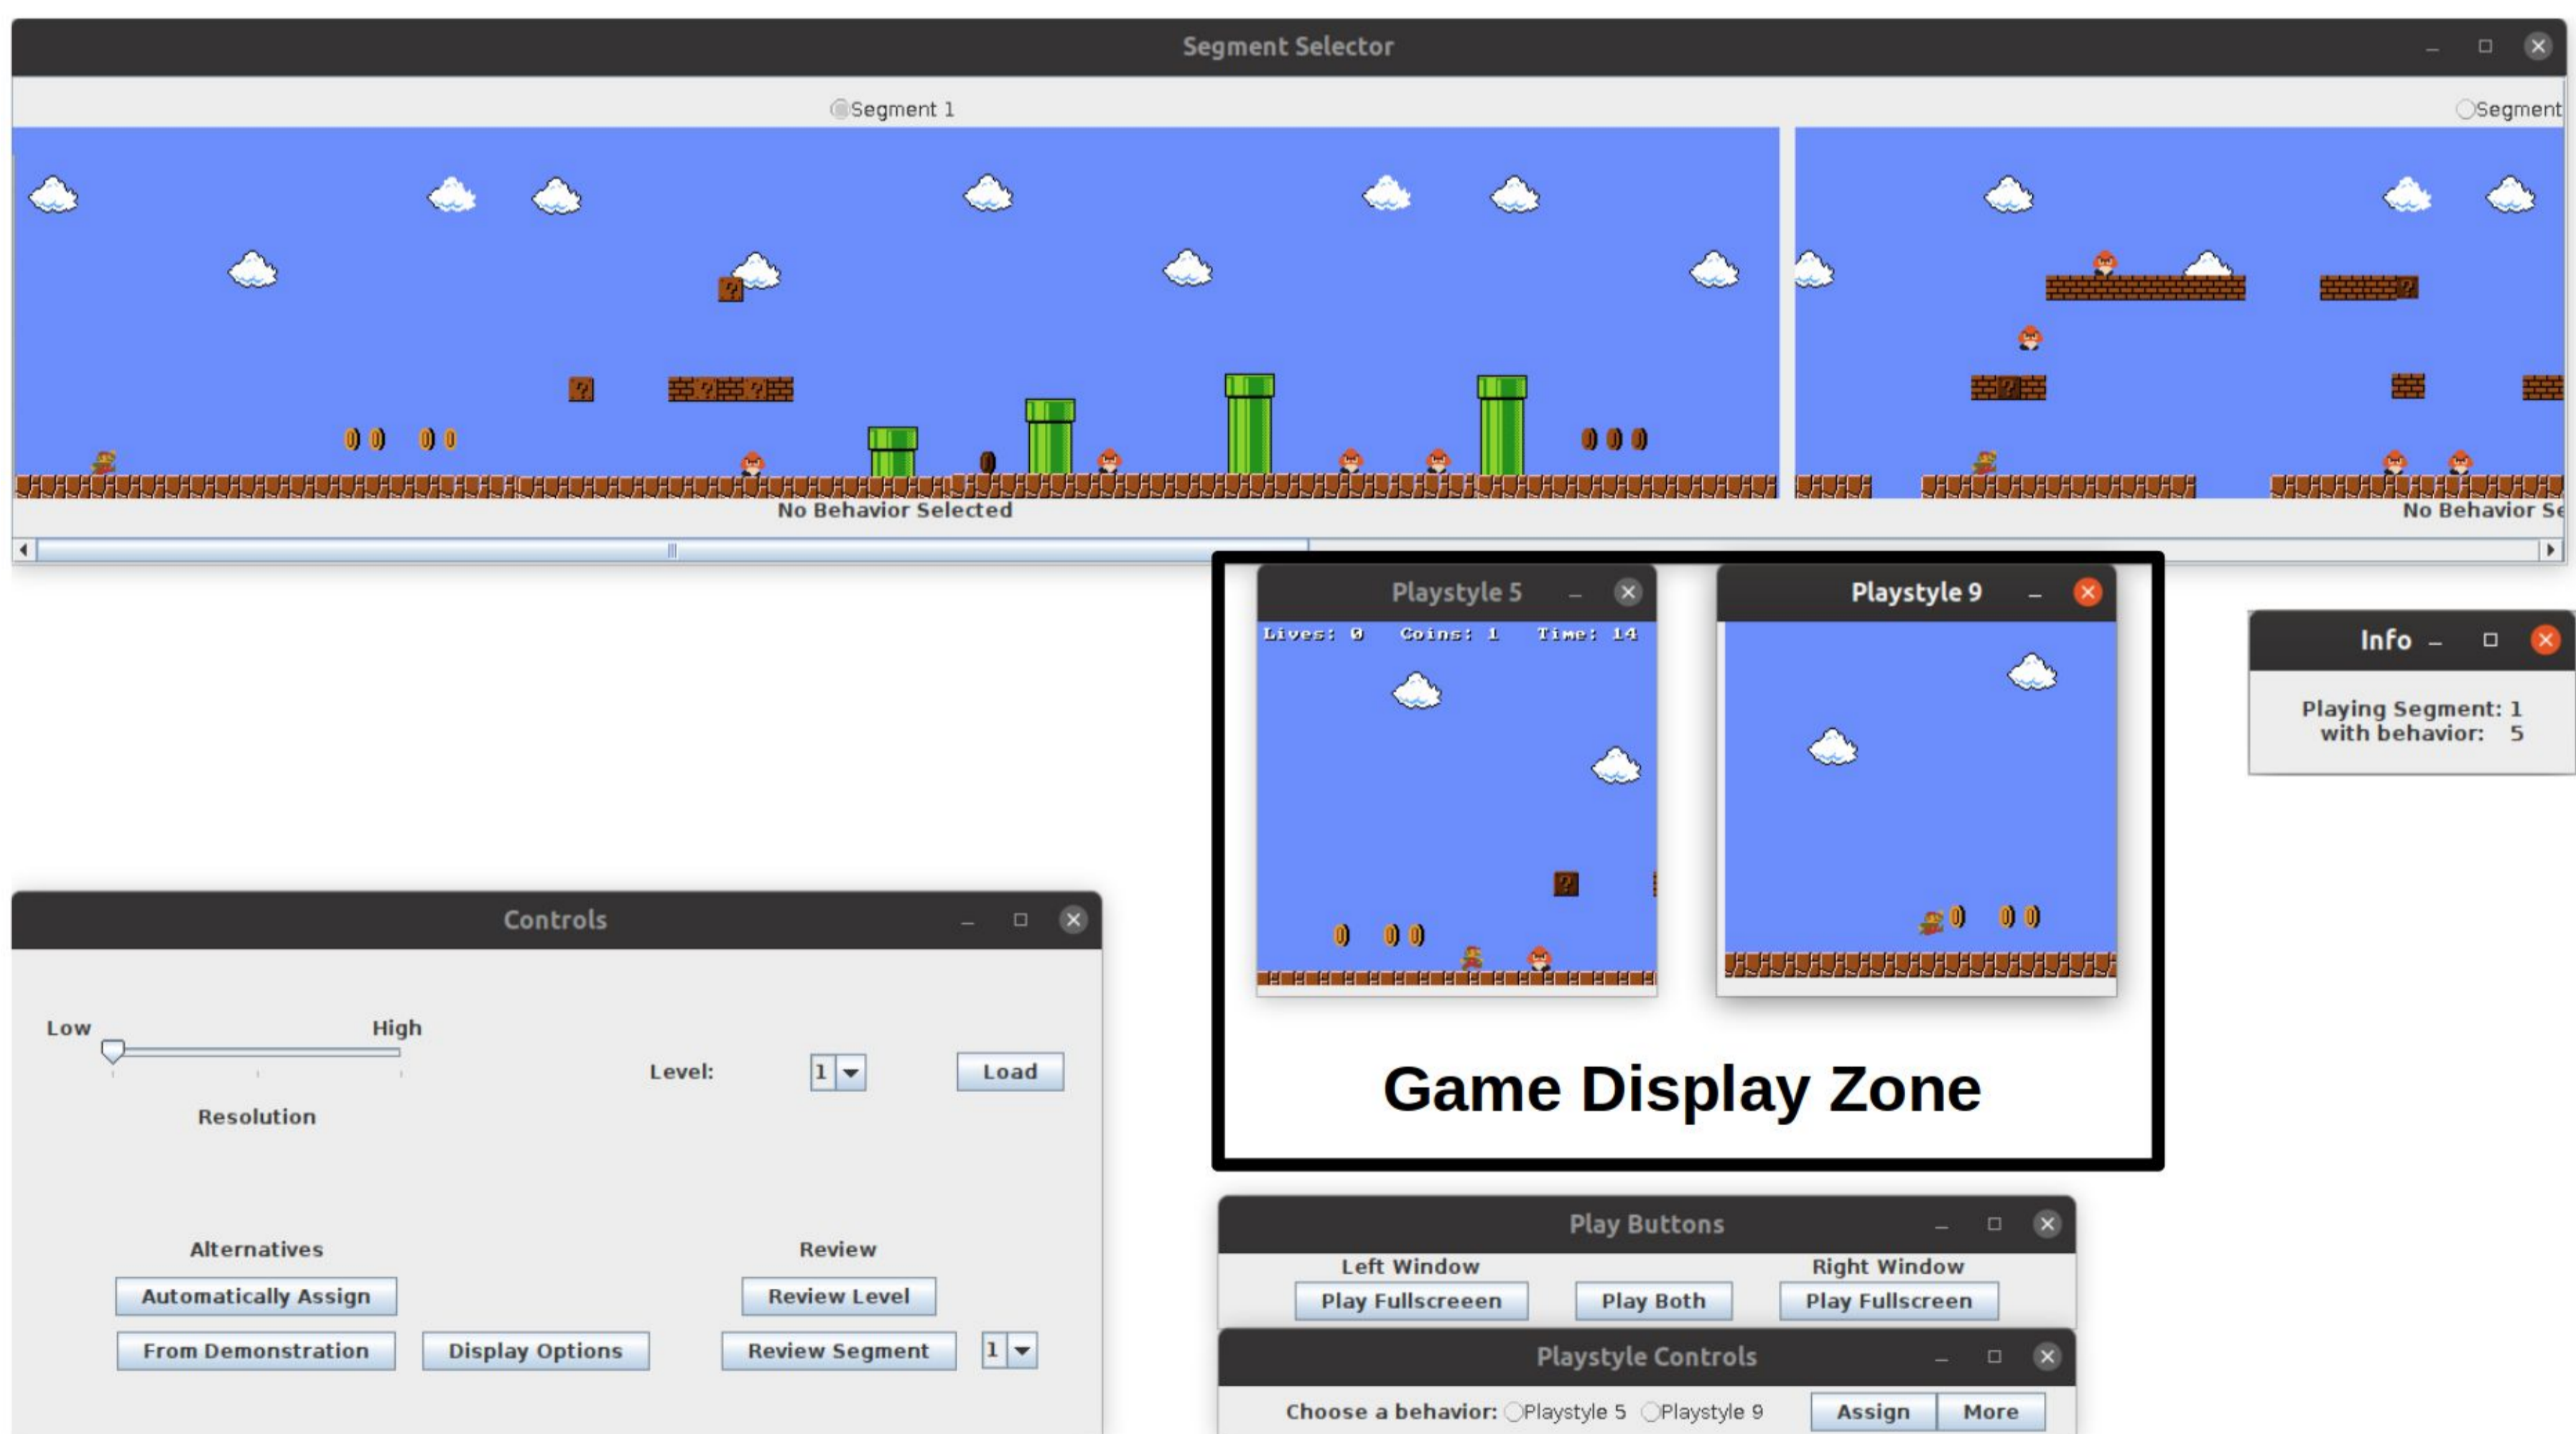 Segment Selector
Segment 1
Segment
No Behavior Selected
No Behavior Se
Playstyle 5
Playstyle 9
Lives: 0 Coins: 1 Time: 14
Info
Playing Segment: 1
with behavior: 5
Controls
Low High
Resolution
Level: 1 Load
Game Display Zone
Alternatives
Automatically Assign
From Demonstration
Display Options
Review
Review Level
Review Segment 1
Play Buttons
Left Window
Right Window
Play Fullscreeen
Play Both
Play Fullscreen
Playstyle Controls
Choose a behavior: Playstyle 5 Playstyle 9 Assign More